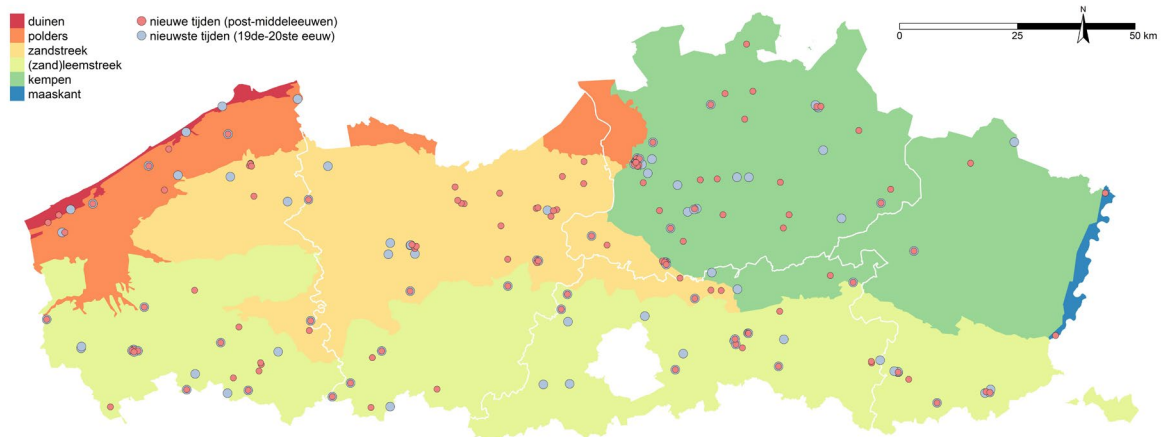 duinen
polders
zandstreek
(zand)leemstreek
kempen
maaskant
nieuwe tijden (post-middeleeuwen)
nieuwste tijden (19de-20ste eeuw)
N
0 25 50 km